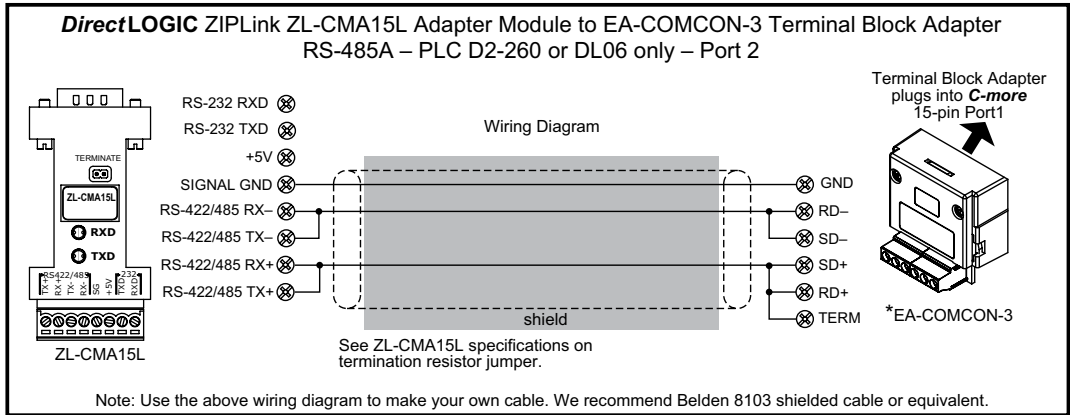 DirectLOGIC ZIPLink ZL-CMA15L Adapter Module to EA-COMCON-3 Terminal Block Adapter
RS-485A – PLC D2-260 or DL06 only – Port 2
Terminal Block Adapter
plugs into C-more
15-pin Port1
RS-232 RXD
RS-232 TXD
+5V
SIGNAL GND
RS-422/485 RX–
RS-422/485 TX–
RS-422/485 RX+
RS-422/485 TX+
Wiring Diagram
shield
See ZL-CMA15L specifications on
termination resistor jumper.
GND
RD–
SD–
SD+
RD+
TERM
*EA-COMCON-3
TERMINATE
ZL-CMA15L
RXD
TXD
RS422/485
232
TX+
RX+
TX-
RX-
SG
+5V
TXD
RXD
ZL-CMA15L
Note: Use the above wiring diagram to make your own cable. We recommend Belden 8103 shielded cable or equivalent.